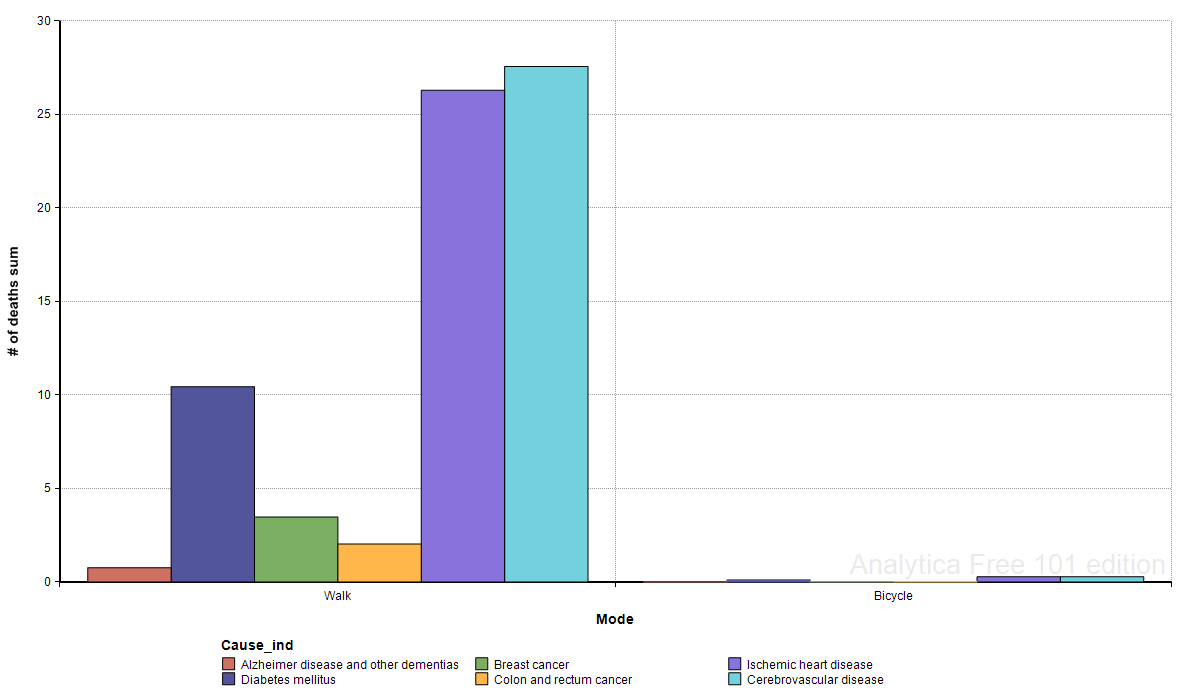 30
25
20
15
10
5
0
# of deaths sum
Analytica Free 101 edition
Walk
Bicycle
Mode
Cause_ind
Alzheimer disease and other dementias
Breast cancer
Ischemic heart disease
Diabetes mellitus
Colon and rectum cancer
Cerebrovascular disease